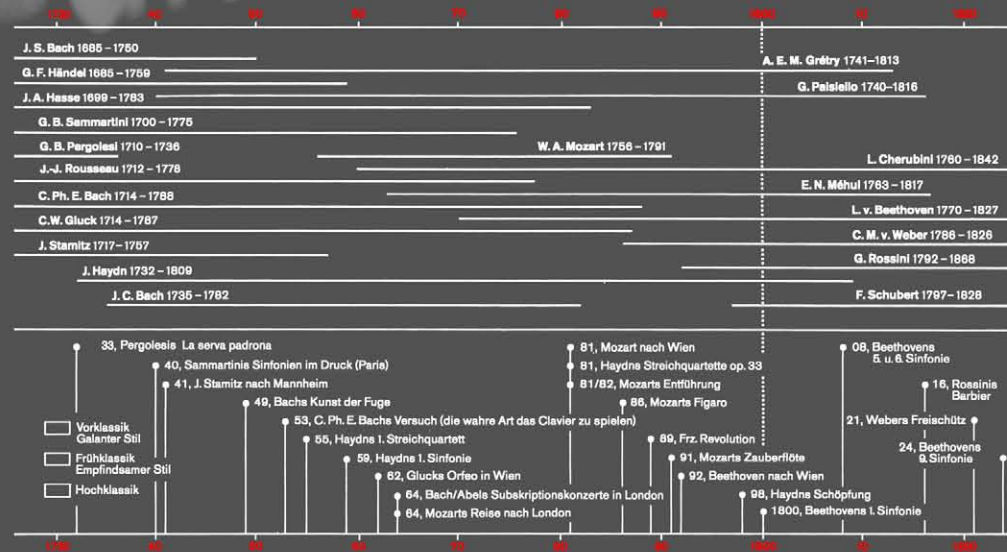 1730 40 50 60 70 80 90 1800 10 1820
J. S. Bach 1685–1750
A. E. M. Grétry 1741–1813
G. F. Händel 1685–1759
G. Paisiello 1740–1816
J. A. Hasse 1699–1783
G. B. Sammartini 1700–1775
G. B. Pergolesi 1710–1736
W. A. Mozart 1756–1791
L. Cherubini 1760–1842
J.-J. Rousseau 1712–1778
E. N. Méhul 1763–1817
C. Ph. E. Bach 1714–1788
L. v. Beethoven 1770–1827
C. W. Gluck 1714–1787
C. M. v. Weber 1786–1826
J. Stamitz 1717–1757
G. Rossini 1792–1868
J. Haydn 1732–1809
J. C. Bach 1735–1782
F. Schubert 1797–1828
33, Pergolesis La serva padrona
40, Sammartinis Sinfonien im Druck (Paris)
41, J. Stamitz nach Mannheim
49, Bachs Kunst der Fuge
53, C. Ph. E. Bachs Versuch (die wahre Art das Clavier zu spielen)
55, Haydns 1. Streichquartett
59, Haydns 1. Sinfonie
62, Glucks Orfeo in Wien
64, Bach/Abels Subskriptionskonzerte in London
64, Mozarts Reise nach London
81, Mozart nach Wien
81, Haydns Streichquartette op. 33
81/82, Mozarts Entführung
86, Mozarts Figaro
89, Frz. Revolution
91, Mozarts Zauberflöte
92, Beethoven nach Wien
98, Haydns Schöpfung
1800, Beethovens 1. Sinfonie
08, Beethovens
5. u. 6. Sinfonie
16, Rossinis
Barbier
21, Webers Freischütz
24, Beethovens
9. Sinfonie
Vorklassik
Galanter Stil
Frühklassik
Empfindsamer Stil
Hochklassik
1730 40 50 60 70 80 90 1800 10 1820